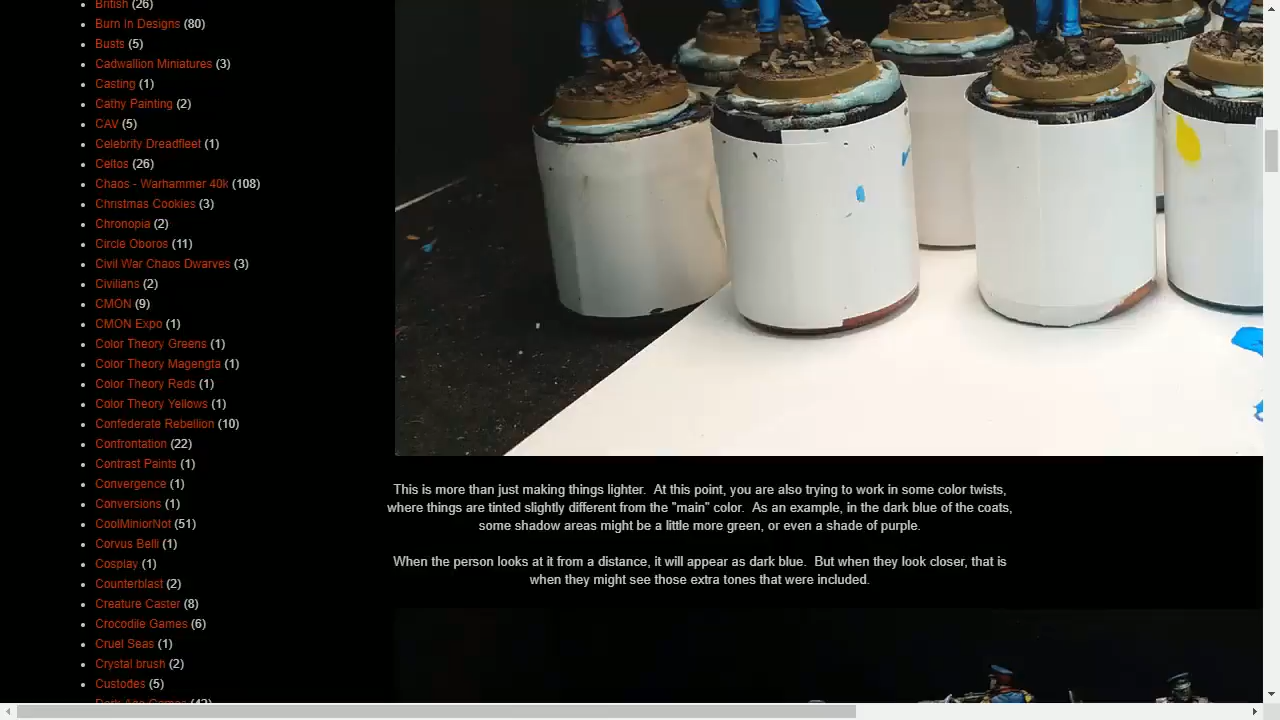 British (26)
Burn In Designs (80)
Busts (5)
Cadwallion Miniatures (3)
Casting (1)
Cathy Painting (2)
CAV (5)
Celebrity Dreadfleet (1)
Celtos (26)
Chaos - Warhammer 40k (108)
Christmas Cookies (3)
Chronopia (2)
Circle Oboros (11)
Civil War Chaos Dwarves (3)
Civilians (2)
CMON (9)
CMON Expo (1)
Color Theory Greens (1)
Color Theory Magengta (1)
Color Theory Reds (1)
Color Theory Yellows (1)
Confederate Rebellion (10)
Confrontation (22)
Contrast Paints (1)
Convergence (1)
Conversions (1)
CoolMiniorNot (51)
Corvus Belli (1)
Cosplay (1)
Counterblast (2)
Creature Caster (8)
Crocodile Games (6)
Cruel Seas (1)
Crystal brush (2)
Custodes (5)
Dark Age Games (42)
This is more than just making things lighter.  At this point, you are also trying to work in some color twists,
where things are tinted slightly different from the "main" color.  As an example, in the dark blue of the coats,
some shadow areas might be a little more green, or even a shade of purple.
When the person looks at it from a distance, it will appear as dark blue.  But when they look closer, that is
when they might see those extra tones that were included.